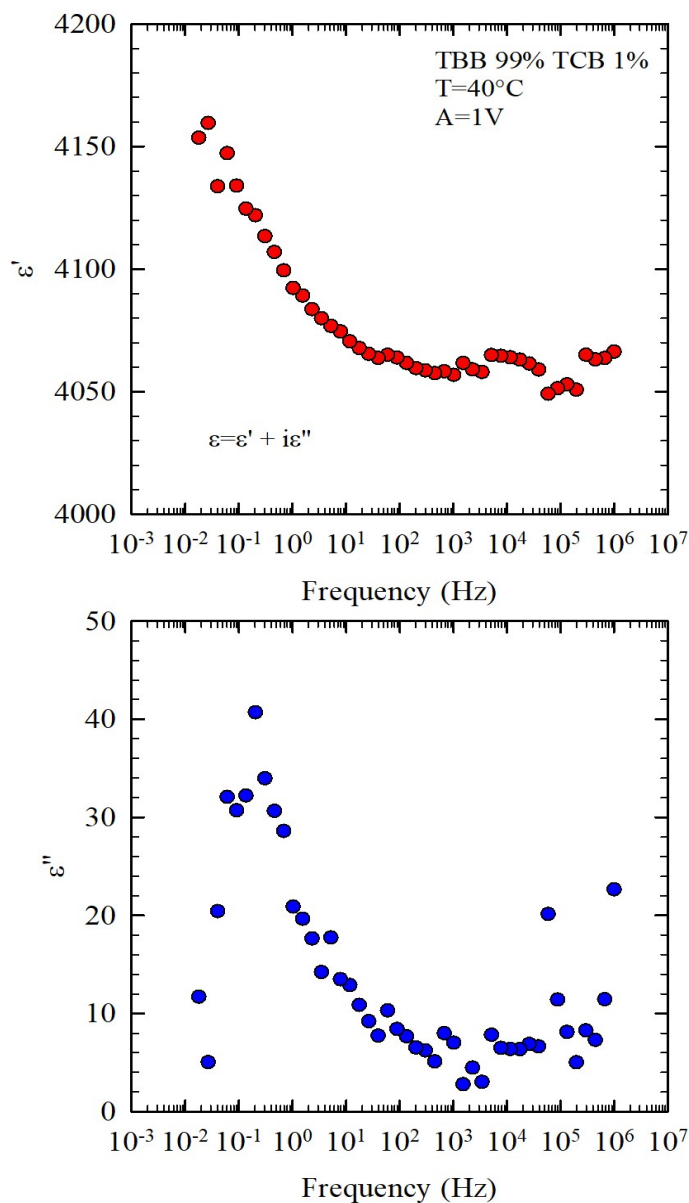 4200
TBB 99% TCB 1%
T=40°C
A=1V
4150
4100
4050
4000
ε'
ε=ε' + iε"
10⁻³ 10⁻² 10⁻¹ 10⁰ 10¹ 10² 10³ 10⁴ 10⁵ 10⁶ 10⁷
Frequency (Hz)
50
40
30
20
10
0
ε"
10⁻³ 10⁻² 10⁻¹ 10⁰ 10¹ 10² 10³ 10⁴ 10⁵ 10⁶ 10⁷
Frequency (Hz)